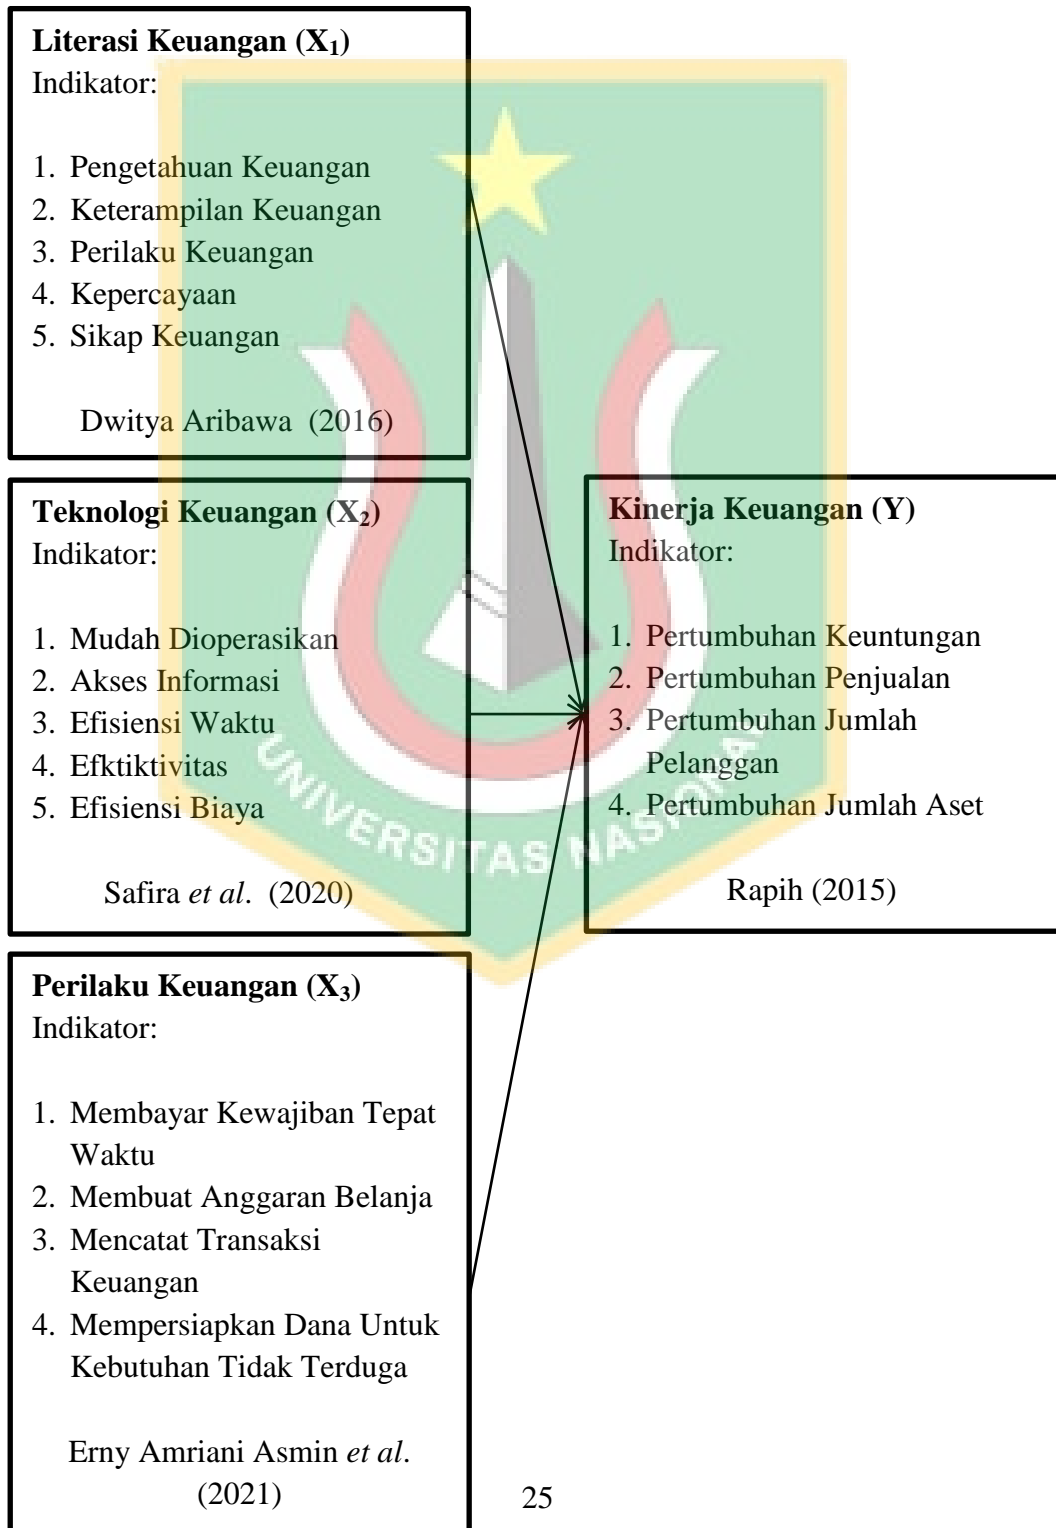 Literasi Keuangan (X₁)
Indikator:
1. Pengetahuan Keuangan
2. Keterampilan Keuangan
3. Perilaku Keuangan
4. Kepercayaan
5. Sikap Keuangan
Dwitya Aribawa (2016)
Teknologi Keuangan (X₂)
Indikator:
1. Mudah Dioperasikan
2. Akses Informasi
3. Efisiensi Waktu
4. Efktiktivitas
5. Efisiensi Biaya
Safira et al. (2020)
Perilaku Keuangan (X₃)
Indikator:
1. Membayar Kewajiban Tepat
Waktu
2. Membuat Anggaran Belanja
3. Mencatat Transaksi
Keuangan
4. Mempersiapkan Dana Untuk
Kebutuhan Tidak Terduga
Erny Amriani Asmin et al.
(2021)
Kinerja Keuangan (Y)
Indikator:
1. Pertumbuhan Keuntungan
2. Pertumbuhan Penjualan
3. Pertumbuhan Jumlah
Pelanggan
4. Pertumbuhan Jumlah Aset
Rapih (2015)
UNIVERSITAS NASIONAL
25